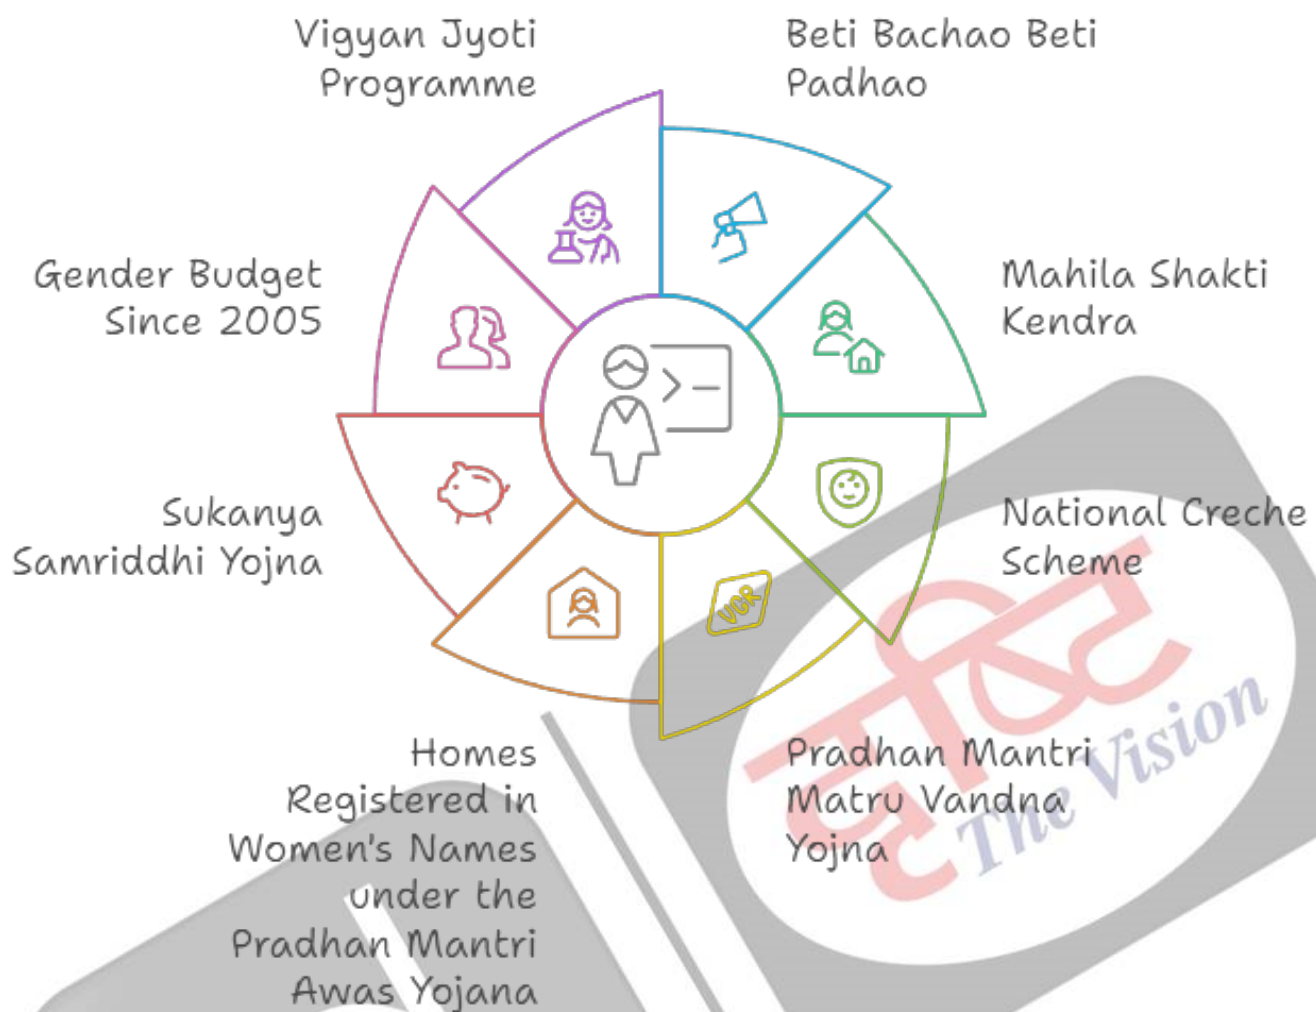 Vigyan Jyoti
Programme
Beti Bachao Beti
Padhao
Mahila Shakti
Kendra
National Creche
Scheme
Pradhan Mantri
Matru Vandna
Yojna
Homes
Registered in
Women's Names
under the
Pradhan Mantri
Awas Yojana
Sukanya
Samriddhi Yojna
Gender Budget
Since 2005
VCR
दृष्टि
The Vision